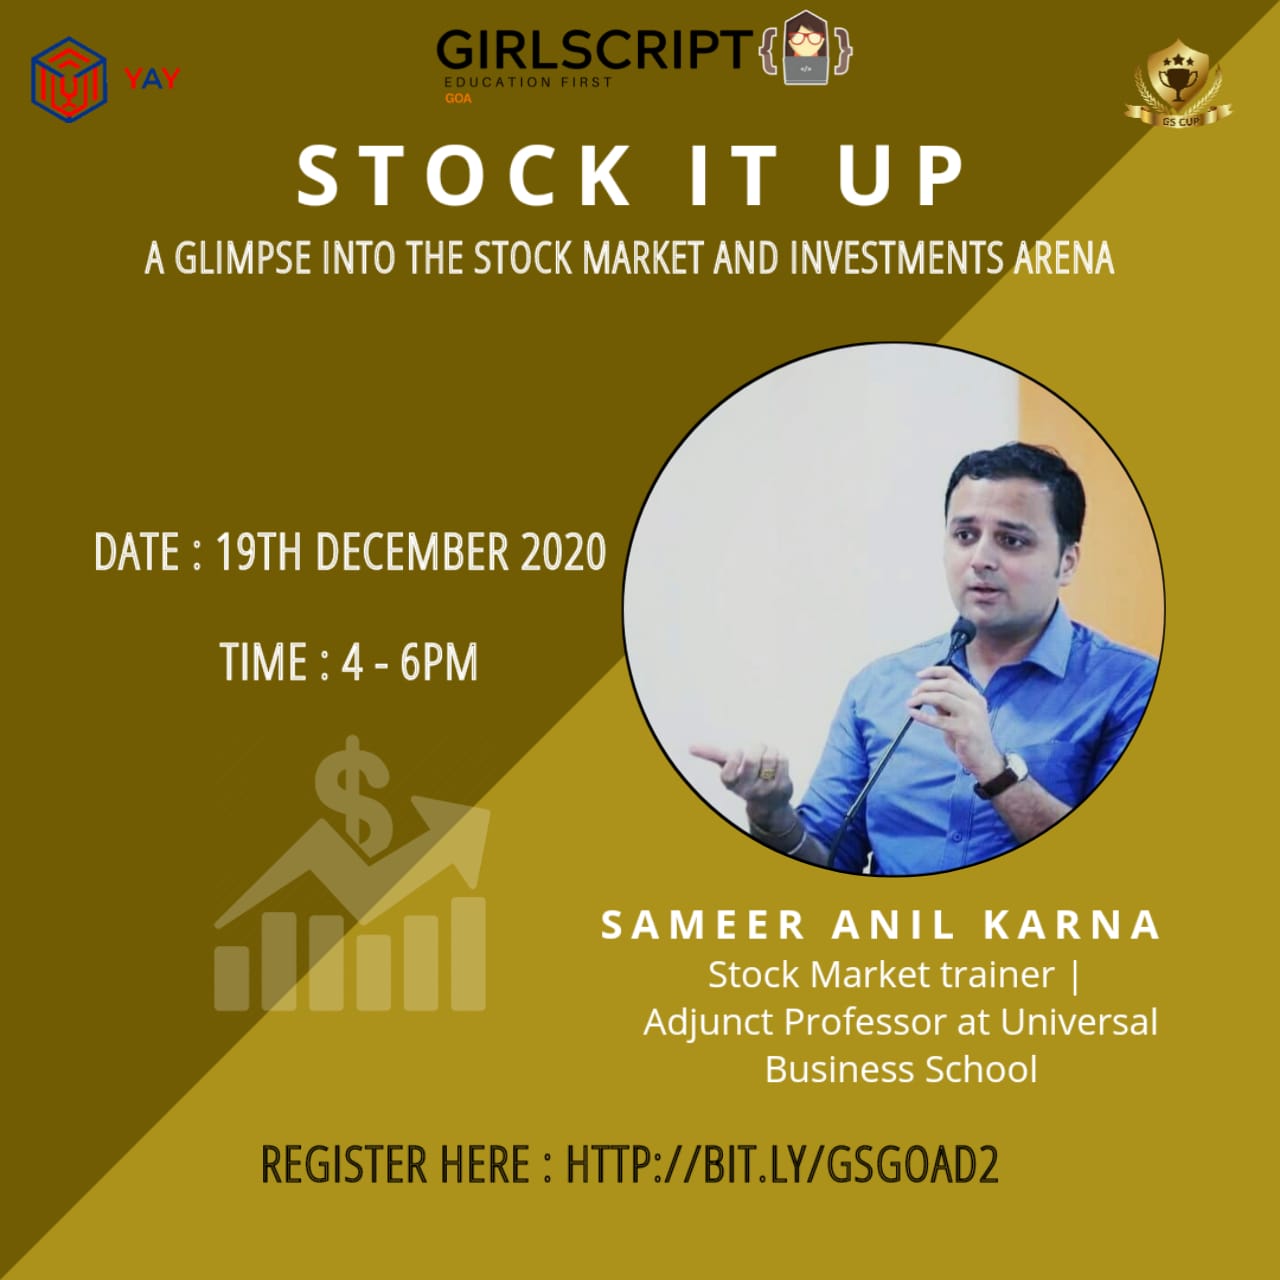 YAY
GIRLSCRIPT
EDUCATION FIRST
GOA
GS CUP
STOCK IT UP
A GLIMPSE INTO THE STOCK MARKET AND INVESTMENTS ARENA
DATE : 19TH DECEMBER 2020
TIME : 4 - 6PM
SAMEER ANIL KARNA
Stock Market trainer |
Adjunct Professor at Universal
Business School
REGISTER HERE : HTTP://BIT.LY/GSGOAD2